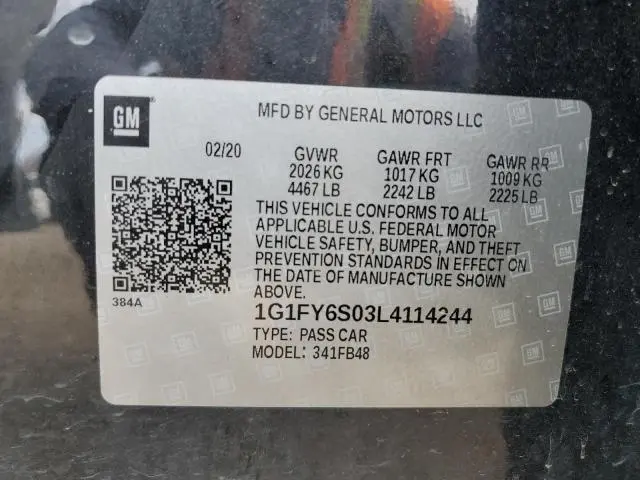 GM
MFD BY GENERAL MOTORS LLC
02/20 GVWR GAWR FRT GAWR RR
2026 KG 1017 KG 1009 KG
4467 LB 2242 LB 2225 LB
THIS VEHICLE CONFORMS TO ALL
APPLICABLE U.S. FEDERAL MOTOR
VEHICLE SAFETY, BUMPER, AND THEFT
PREVENTION STANDARDS IN EFFECT ON
THE DATE OF MANUFACTURE SHOWN
ABOVE.
384A
1G1FY6S03L4114244
TYPE: PASS CAR
MODEL: 341FB48